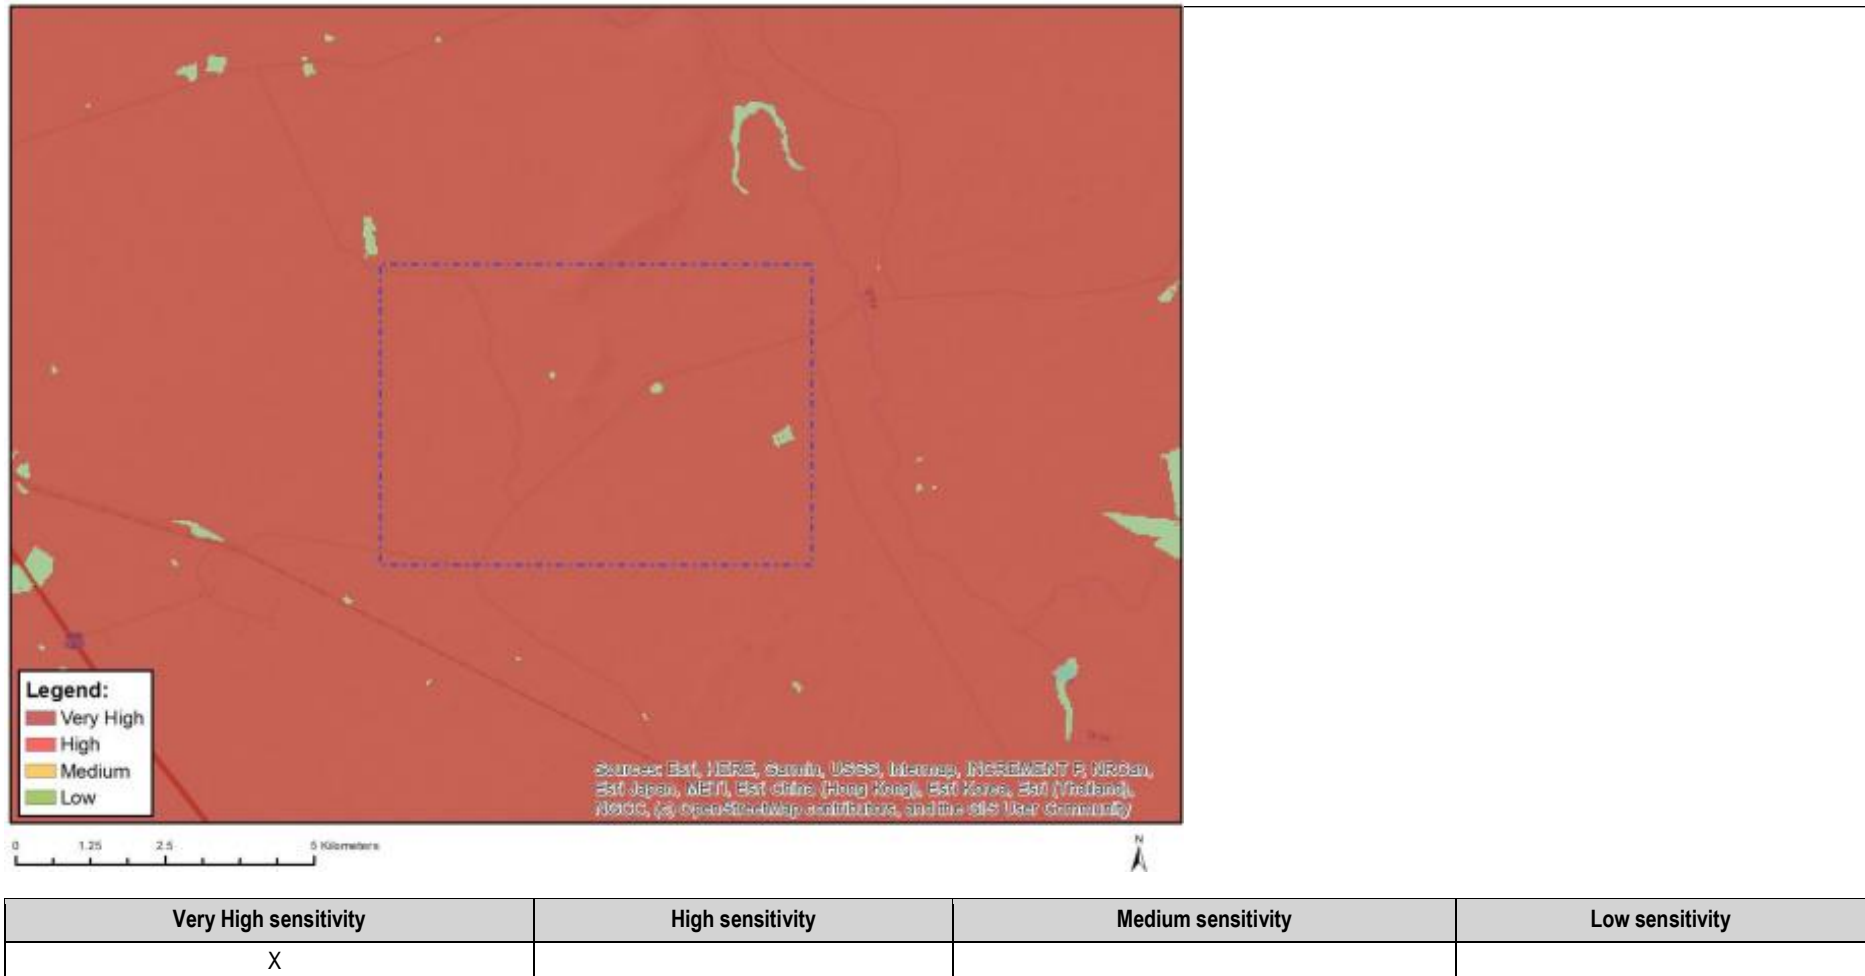 Legend:
Very High
High
Medium
Low
Sources: Esri, HERE, Garmin, USGS, Intermap, INCREMENT P, NRCan,
Esri Japan, METI, Esri China (Hong Kong), Esri Korea, Esri (Thailand),
NGCC, (c) OpenStreetMap contributors, and the GIS User Community
0 1.25 2.5 5 Kilometers
N
Very High sensitivity High sensitivity Medium sensitivity Low sensitivity
X